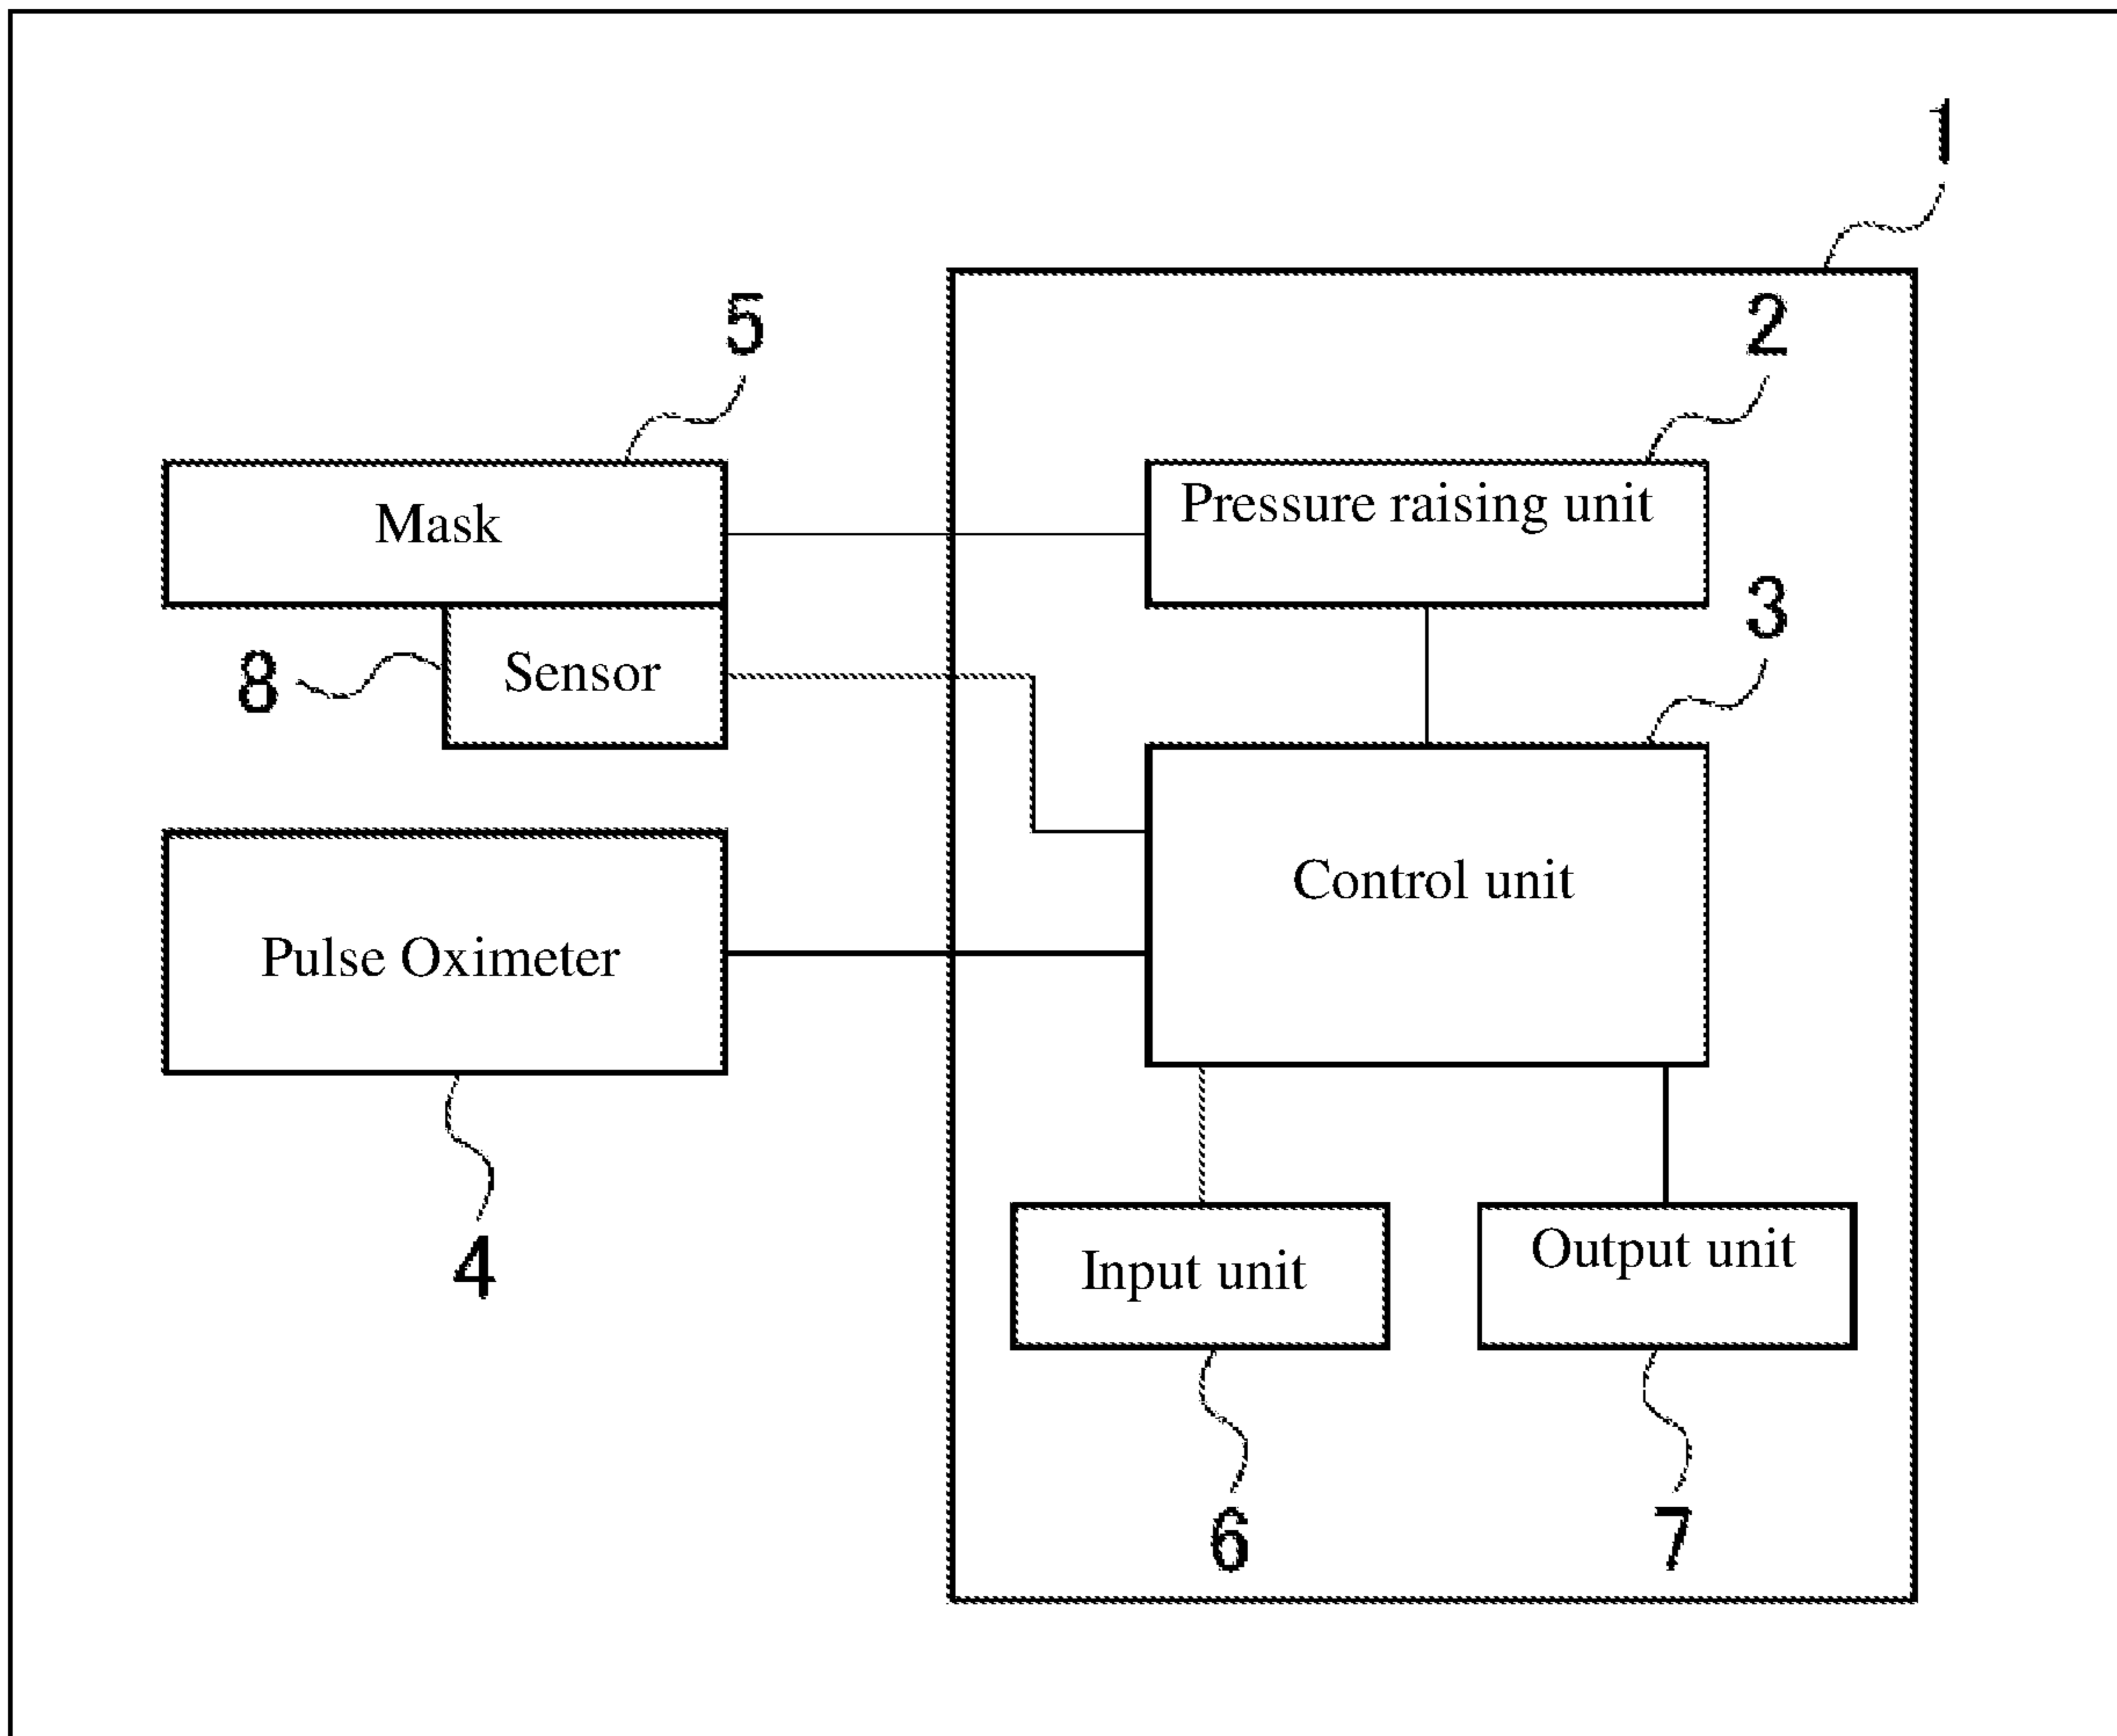 1
5
2
Mask
Pressure raising unit
3
8
Sensor
Control unit
Pulse Oximeter
4
Input unit
Output unit
6
7